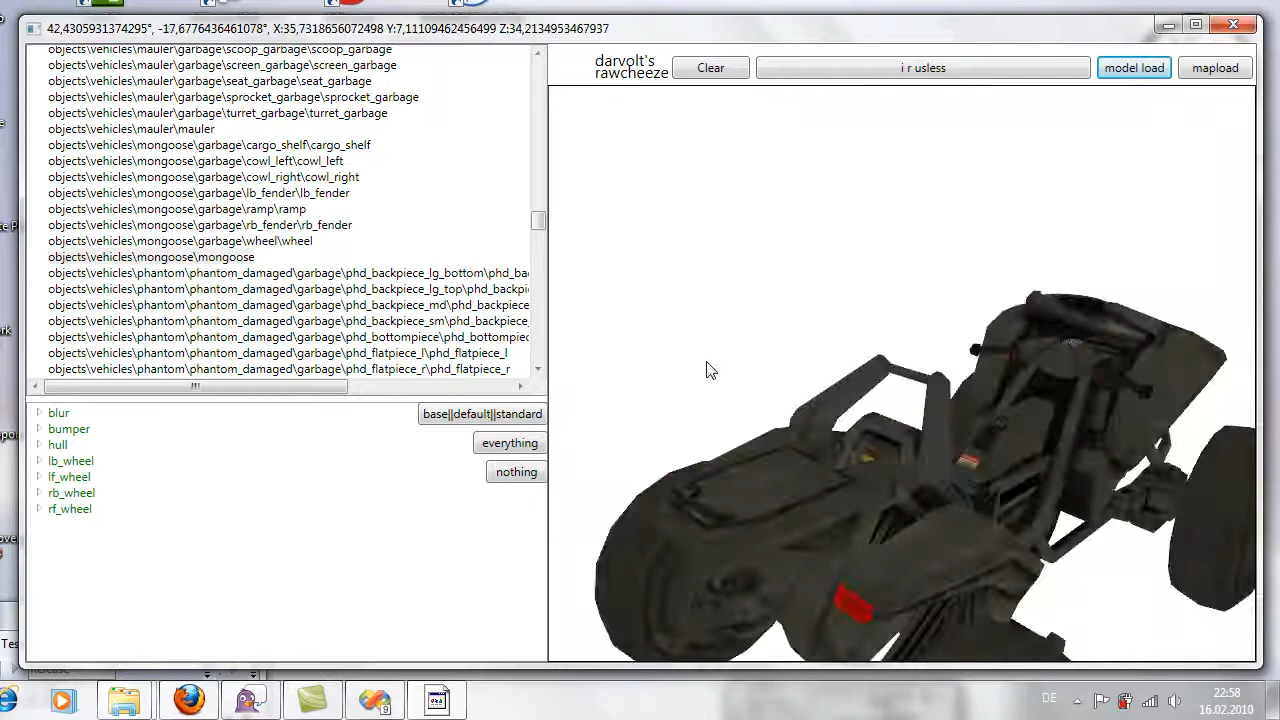 42,4305931374295°, -17,6776436461078°, X:35,7318656072498 Y:7,11109462456499 Z:34,2134953467937
objects\vehicles\mauler\garbage\scoop_garbage\scoop_garbage
objects\vehicles\mauler\garbage\screen_garbage\screen_garbage
objects\vehicles\mauler\garbage\seat_garbage\seat_garbage
objects\vehicles\mauler\garbage\sprocket_garbage\sprocket_garbage
objects\vehicles\mauler\garbage\turret_garbage\turret_garbage
objects\vehicles\mauler\mauler
objects\vehicles\mongoose\garbage\cargo_shelf\cargo_shelf
objects\vehicles\mongoose\garbage\cowl_left\cowl_left
objects\vehicles\mongoose\garbage\cowl_right\cowl_right
objects\vehicles\mongoose\garbage\lb_fender\lb_fender
objects\vehicles\mongoose\garbage\ramp\ramp
objects\vehicles\mongoose\garbage\rb_fender\rb_fender
objects\vehicles\mongoose\garbage\wheel\wheel
objects\vehicles\mongoose\mongoose
objects\vehicles\phantom\phantom_damaged\garbage\phd_backpiece_lg_bottom\phd_ba
objects\vehicles\phantom\phantom_damaged\garbage\phd_backpiece_lg_top\phd_backpi
objects\vehicles\phantom\phantom_damaged\garbage\phd_backpiece_md\phd_backpiece
objects\vehicles\phantom\phantom_damaged\garbage\phd_backpiece_sm\phd_backpiece_
objects\vehicles\phantom\phantom_damaged\garbage\phd_bottompiece\phd_bottompiec
objects\vehicles\phantom\phantom_damaged\garbage\phd_flatpiece_l\phd_flatpiece_l
objects\vehicles\phantom\phantom_damaged\garbage\phd_flatpiece_r\phd_flatpiece_r
darvolt's
rawcheeze
Clear
i r usless
model load
mapload
blur
bumper
hull
lb_wheel
lf_wheel
rb_wheel
rf_wheel
base||default||standard
everything
nothing
Tes
9
DE
22:58
16.02.2010